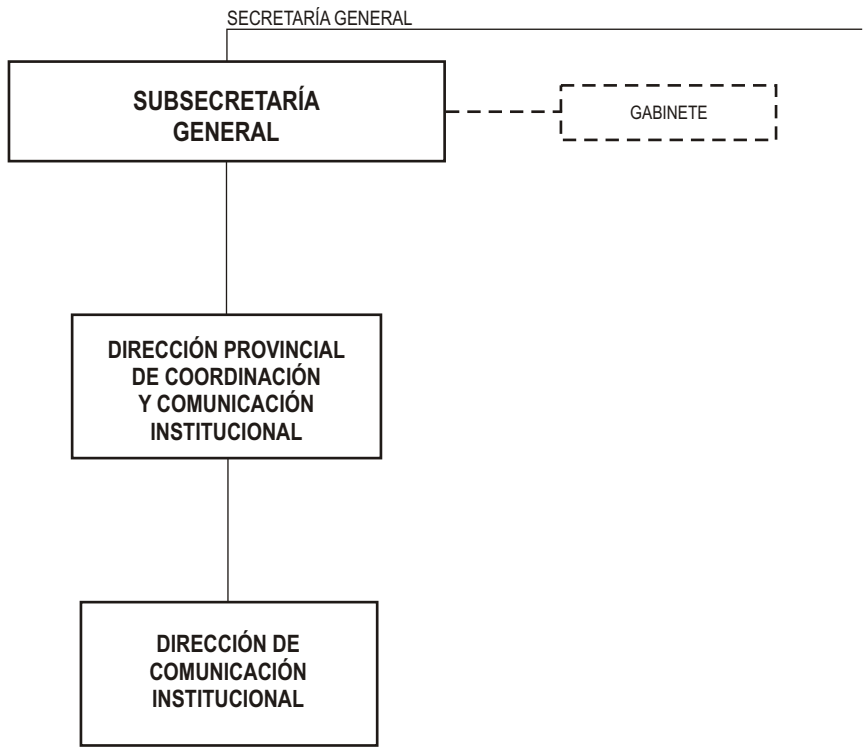 SECRETARÍA GENERAL
SUBSECRETARÍA
GENERAL
GABINETE
DIRECCIÓN PROVINCIAL
DE COORDINACIÓN
Y COMUNICACIÓN
INSTITUCIONAL
DIRECCIÓN DE
COMUNICACIÓN
INSTITUCIONAL